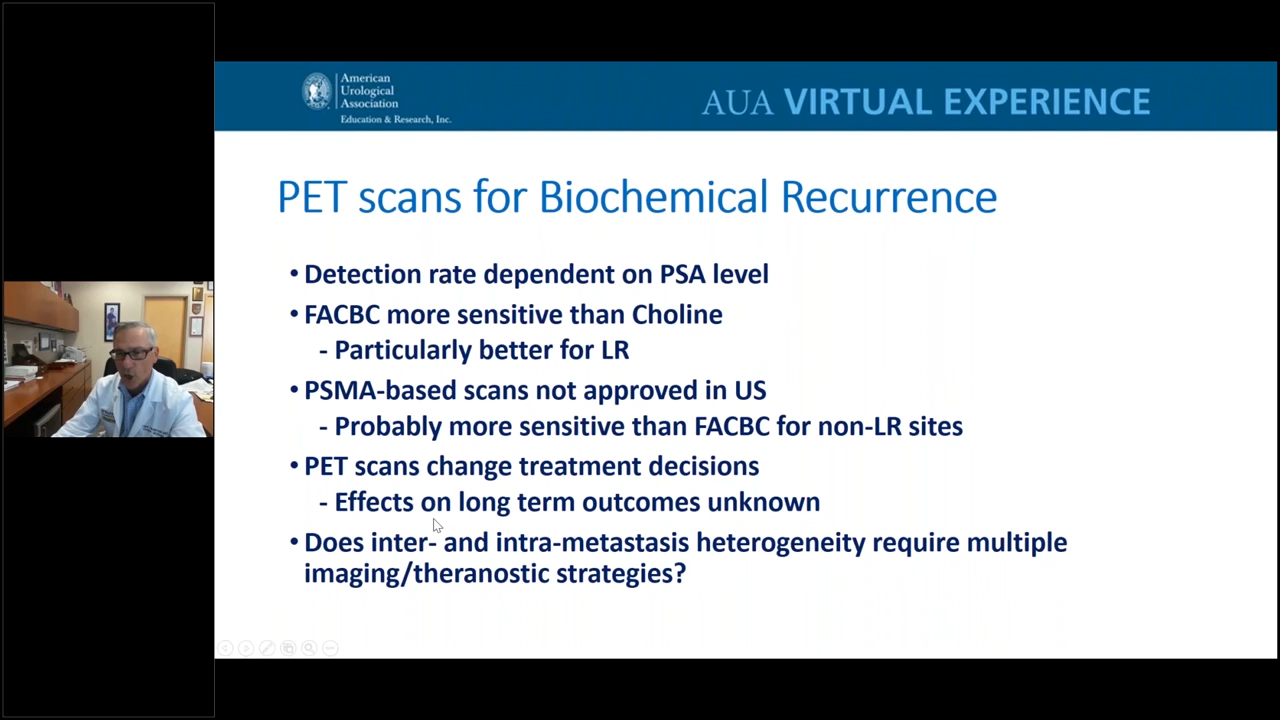 American
Urological
Association
Education & Research, Inc.
AUA VIRTUAL EXPERIENCE
PET scans for Biochemical Recurrence
• Detection rate dependent on PSA level
• FACBC more sensitive than Choline
- Particularly better for LR
• PSMA-based scans not approved in US
- Probably more sensitive than FACBC for non-LR sites
• PET scans change treatment decisions
- Effects on long term outcomes unknown
• Does inter- and intra-metastasis heterogeneity require multiple
imaging/theranostic strategies?